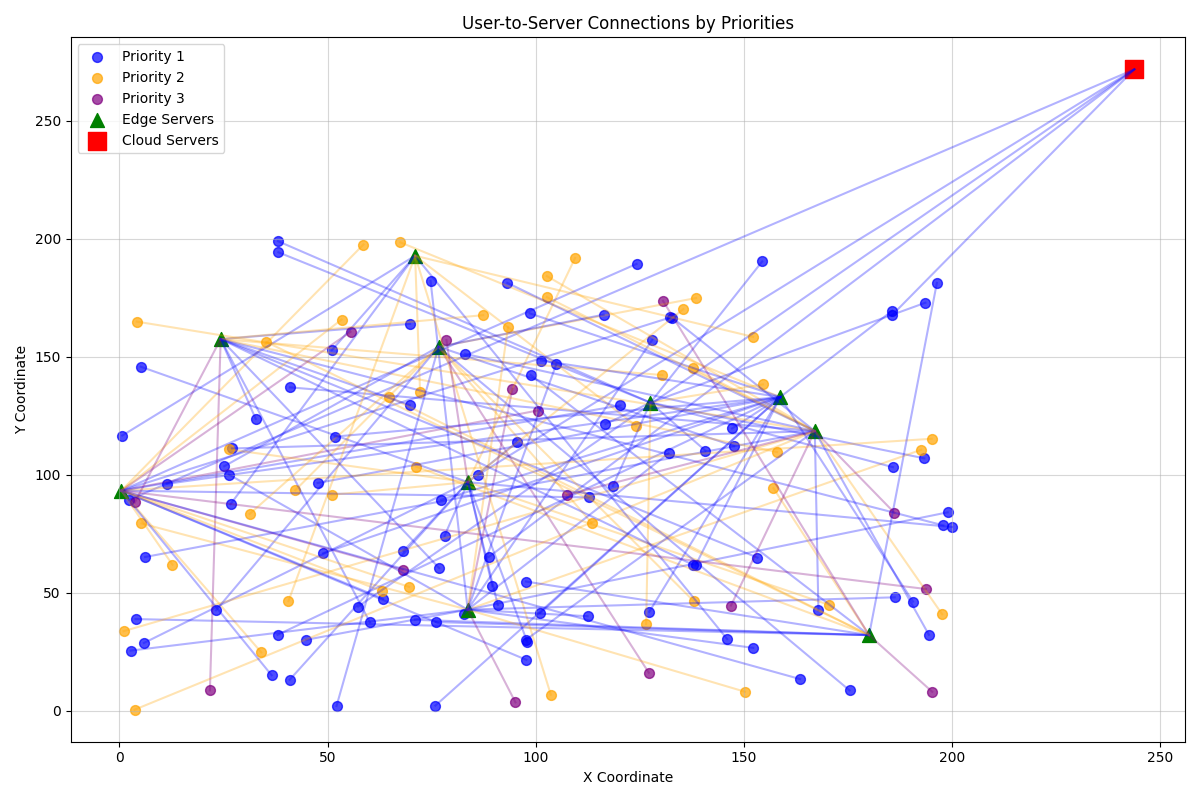 User-to-Server Connections by Priorities
Priority 1
Priority 2
Priority 3
Edge Servers
Cloud Servers
Y Coordinate
250
200
150
100
50
0
0 50 100 150 200 250
X Coordinate